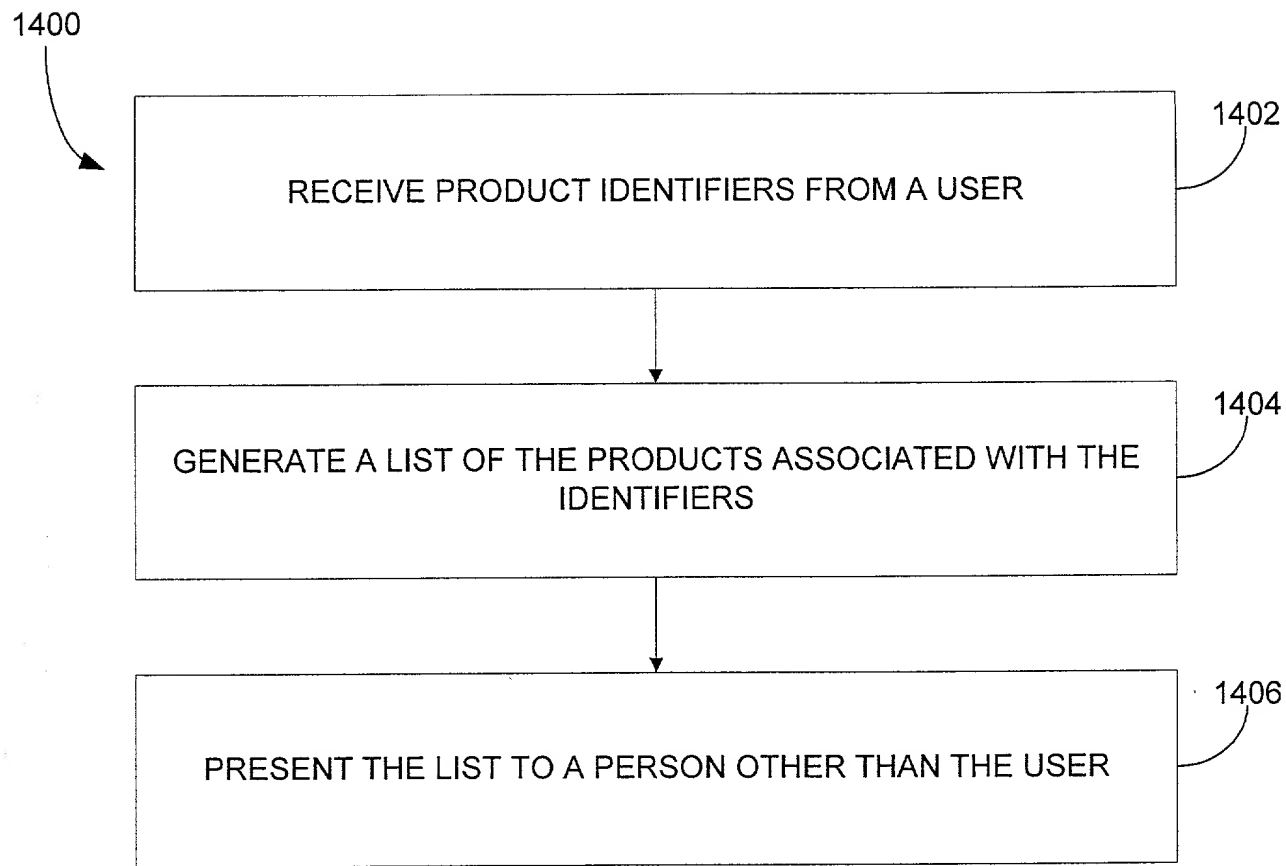 1400
1402
RECEIVE PRODUCT IDENTIFIERS FROM A USER
1404
GENERATE A LIST OF THE PRODUCTS ASSOCIATED WITH THE
IDENTIFIERS
1406
PRESENT THE LIST TO A PERSON OTHER THAN THE USER